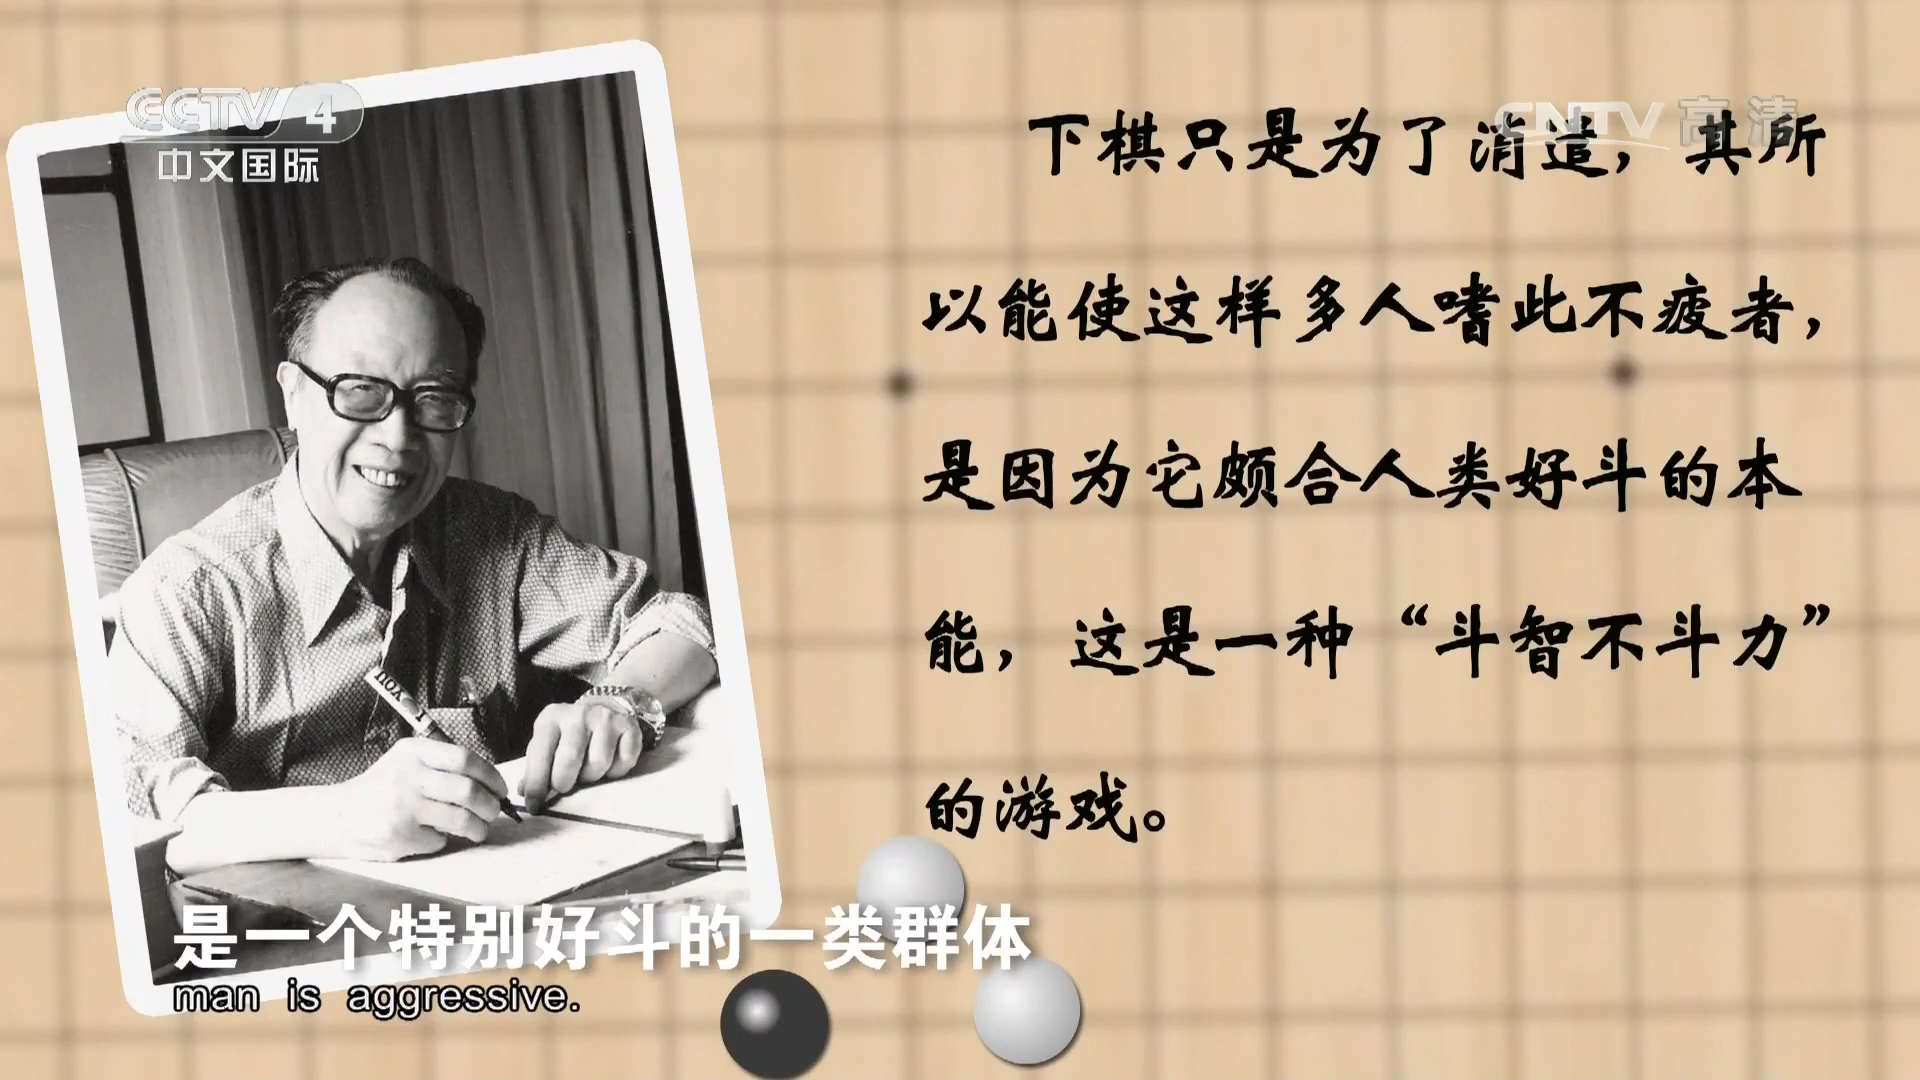 CCTV 4
中文国际
CNTV 高清
下棋只是为了消遣，其所
以能使这样多人嗜此不疲者，
是因为它颇合人类好斗的本
能，这是一种“斗智不斗力”
的游戏。
YOU
是一个特别好斗的一类群体
man is aggressive.